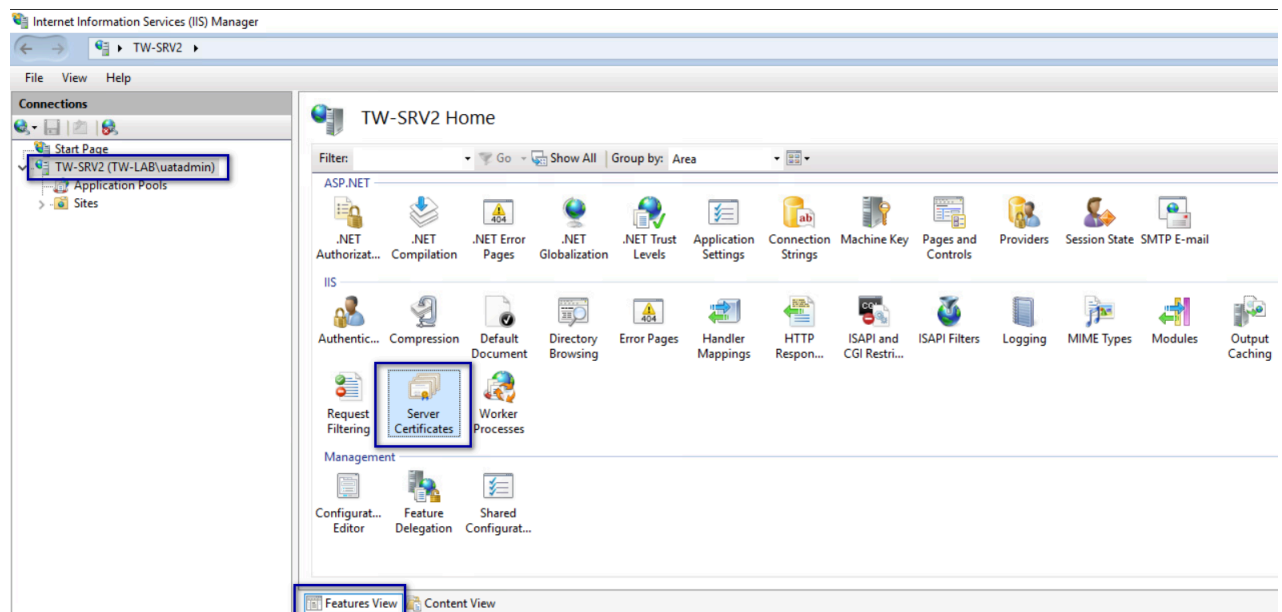 Internet Information Services (IIS) Manager
TW-SRV2
File View Help
Connections
Start Page
TW-SRV2 (TW-LAB\uatadmin)
Application Pools
Sites
TW-SRV2 Home
Filter: Go Show All Group by: Area
ASP.NET
.NET .NET .NET Error .NET .NET Trust Application Connection Machine Key Pages and Providers Session State SMTP E-mail
Authorizat... Compilation Pages Globalization Levels Settings Strings Controls
IIS
Authentic... Compression Default Directory Error Pages Handler HTTP ISAPI and ISAPI Filters Logging MIME Types Modules Output
Document Browsing Mappings Respon... CGI Restri... Caching
Request Server Worker
Filtering Certificates Processes
Management
Configurat... Feature Shared
Editor Delegation Configurat...
Features View Content View